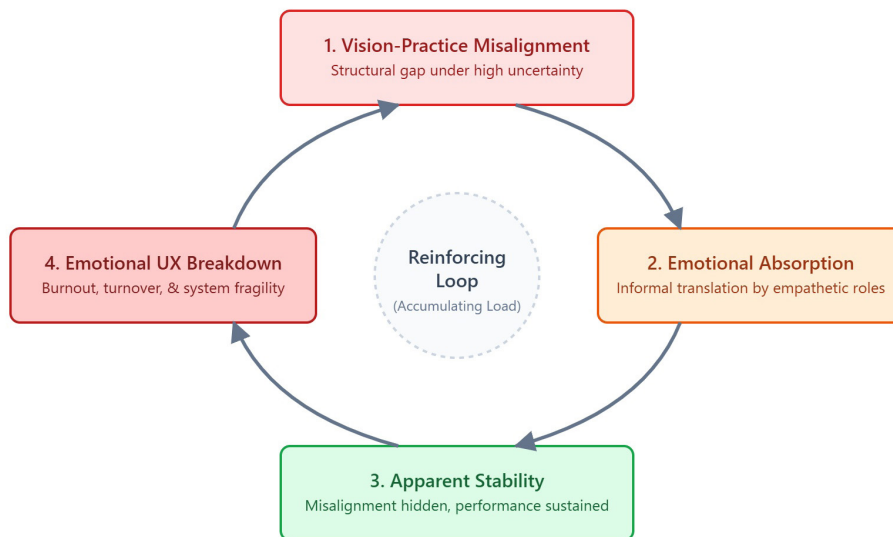 1. Vision-Practice Misalignment
Structural gap under high uncertainty
2. Emotional Absorption
Informal translation by empathetic roles
3. Apparent Stability
Misalignment hidden, performance sustained
4. Emotional UX Breakdown
Burnout, turnover, & system fragility
Reinforcing
Loop
(Accumulating Load)